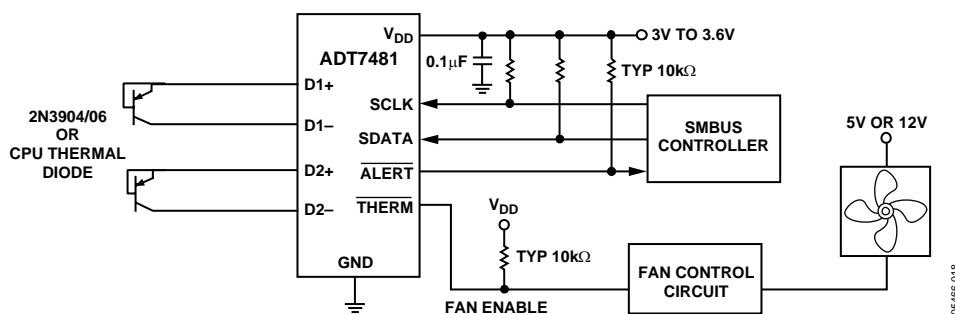 ADT7481
VDD
3V TO 3.6V
0.1μF
TYP 10kΩ
2N3904/06
OR
CPU THERMAL
DIODE
D1+
D1–
D2+
D2–
SCLK
SDATA
ALERT
THERM
GND
SMBUS
CONTROLLER
5V OR 12V
VDD
TYP 10kΩ
FAN ENABLE
FAN CONTROL
CIRCUIT
05466-018